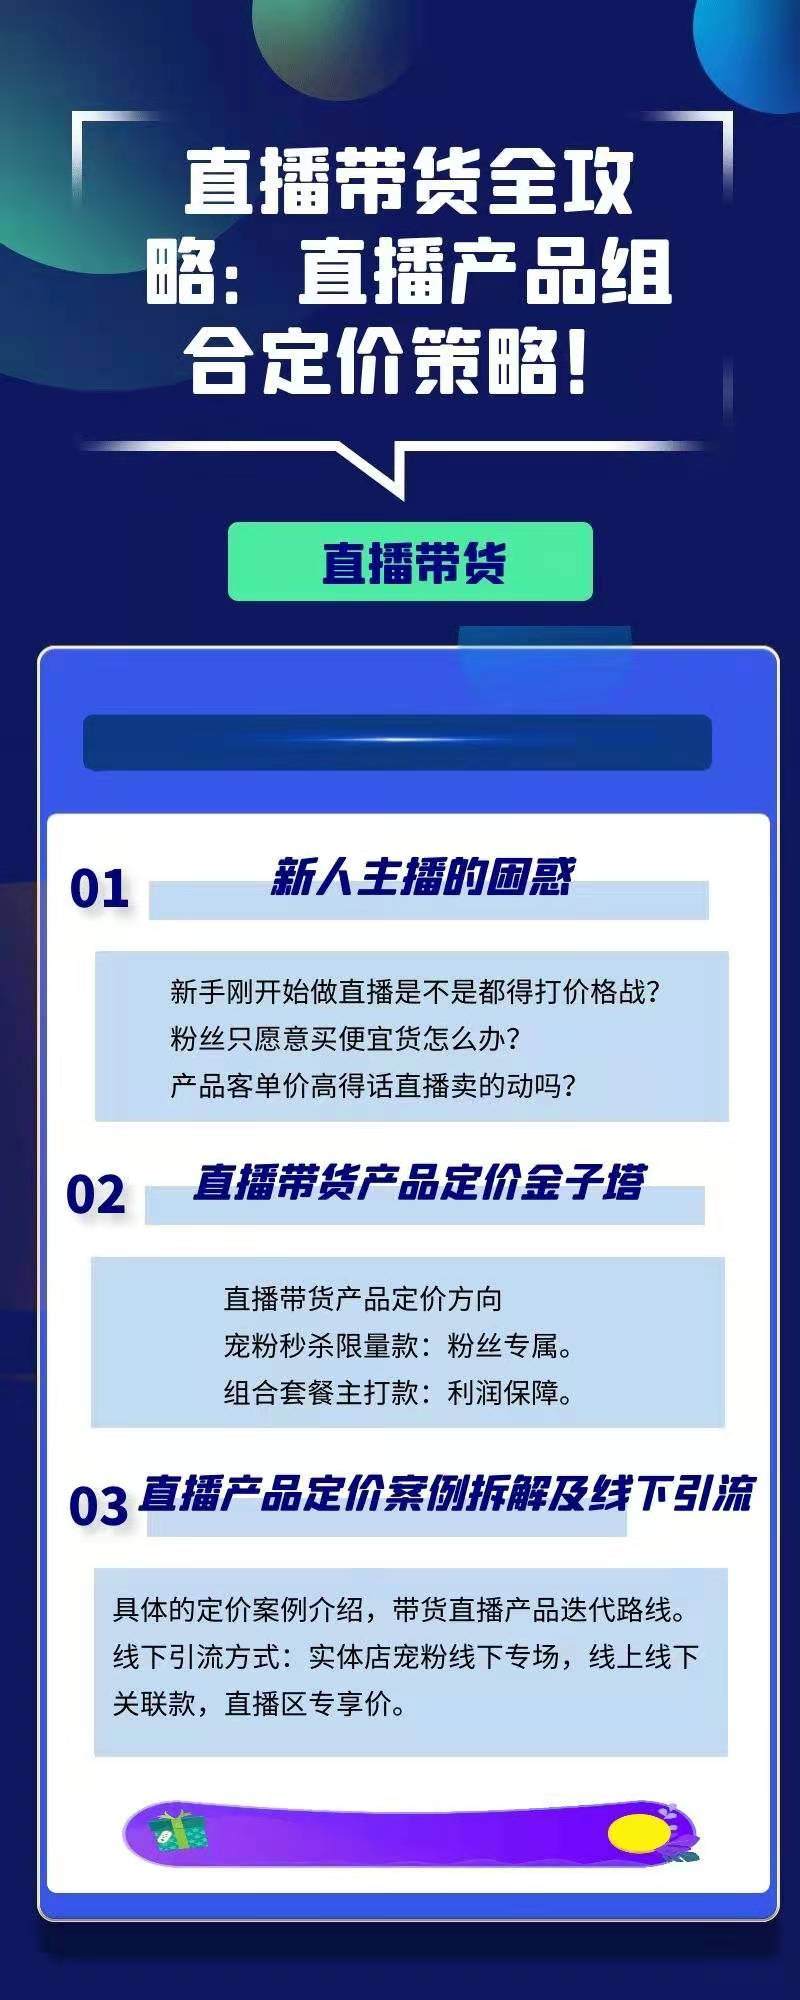 直播带货全攻
略：直播产品组
合定价策略！
直播带货
01
新人主播的困惑
新手刚开始做直播是不是都得打价格战？
粉丝只愿意买便宜货怎么办？
产品客单价高得话直播卖的动吗？
02
直播带货产品定价金子塔
直播带货产品定价方向
宠粉秒杀限量款：粉丝专属。
组合套餐主打款：利润保障。
03
直播产品定价案例拆解及线下引流
具体的定价案例介绍，带货直播产品迭代路线。
线下引流方式：实体店宠粉线下专场，线上线下
关联款，直播区专享价。